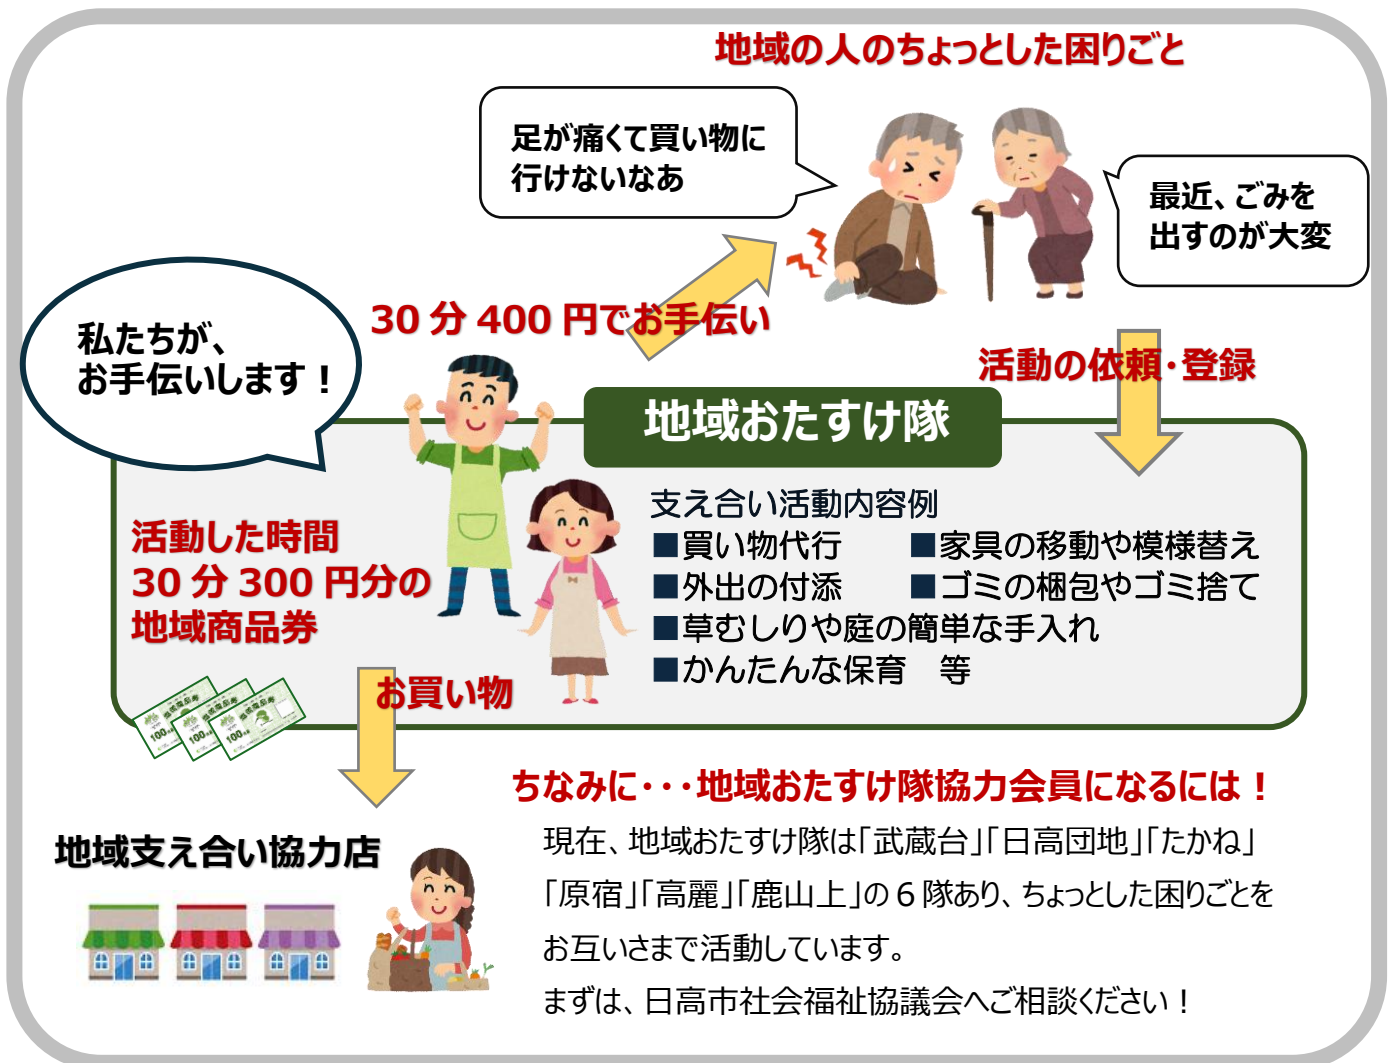 地域の人のちょっとした困りごと
足が痛くて買い物に
行けないなあ
最近、ごみを
出すのが大変
30分400円でお手伝い
私たちが、
お手伝いします！
活動の依頼・登録
地域おたすけ隊
活動した時間
30分300円分の
地域商品券
支え合い活動内容例
■買い物代行　■家具の移動や模様替え
■外出の付添　■ゴミの梱包やゴミ捨て
■草むしりや庭の簡単な手入れ
■かんたんな保育　等
お買い物
100
100
100
ちなみに・・・地域おたすけ隊協力会員になるには！
現在、地域おたすけ隊は「武蔵台」「日高団地」「たかね」
「原宿」「高麗」「鹿山上」の６隊あり、ちょっとした困りごとを
お互いさまで活動しています。
まずは、日高市社会福祉協議会へご相談ください！
地域支え合い協力店